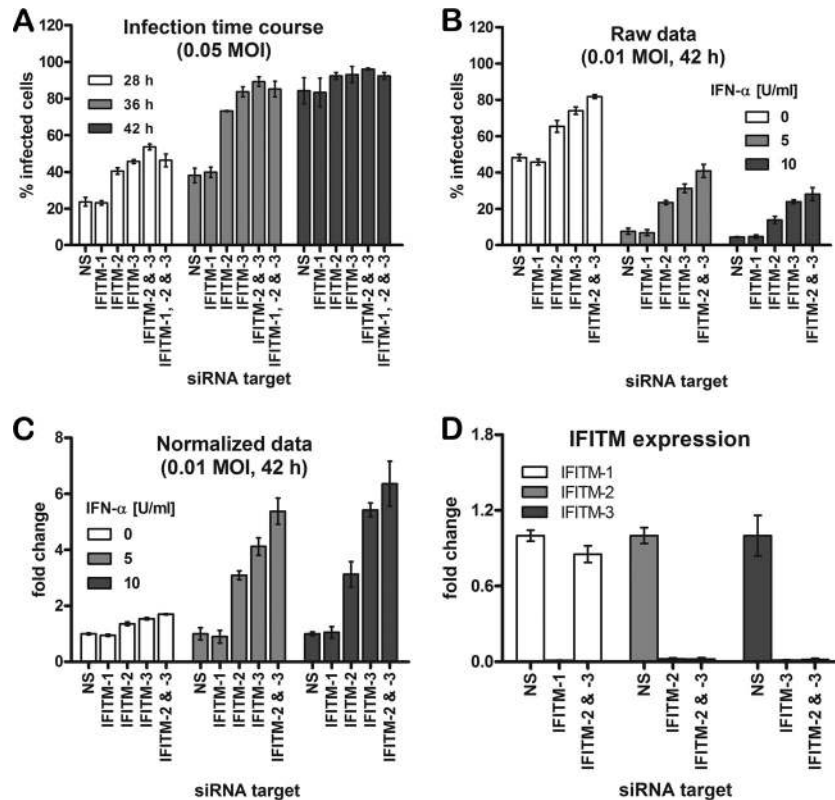 A
Infection time course
(0.05 MOI)
120
100
80
60
40
20
0
% infected cells
28 h
36 h
42 h
NS
IFITM-1
IFITM-2
IFITM-3
IFITM-2 & -3
IFITM-1, -2 & -3
NS
IFITM-1
IFITM-2
IFITM-3
IFITM-2 & -3
IFITM-1, -2 & -3
NS
IFITM-1
IFITM-2
IFITM-3
IFITM-2 & -3
IFITM-1, -2 & -3
siRNA target
B
Raw data
(0.01 MOI, 42 h)
120
100
80
60
40
20
0
% infected cells
IFN-α [U/ml]
0
5
10
NS
IFITM-1
IFITM-2
IFITM-3
IFITM-2 & -3
NS
IFITM-1
IFITM-2
IFITM-3
IFITM-2 & -3
NS
IFITM-1
IFITM-2
IFITM-3
IFITM-2 & -3
siRNA target
C
Normalized data
(0.01 MOI, 42 h)
8
6
4
2
0
fold change
IFN-α [U/ml]
0
5
10
NS
IFITM-1
IFITM-2
IFITM-3
IFITM-2 & -3
NS
IFITM-1
IFITM-2
IFITM-3
IFITM-2 & -3
NS
IFITM-1
IFITM-2
IFITM-3
IFITM-2 & -3
siRNA target
D
IFITM expression
1.8
1.2
0.6
0.0
fold change
IFITM-1
IFITM-2
IFITM-3
NS
IFITM-1
IFITM-2 & -3
NS
IFITM-2
IFITM-2 & -3
NS
IFITM-3
IFITM-2 & -3
siRNA target